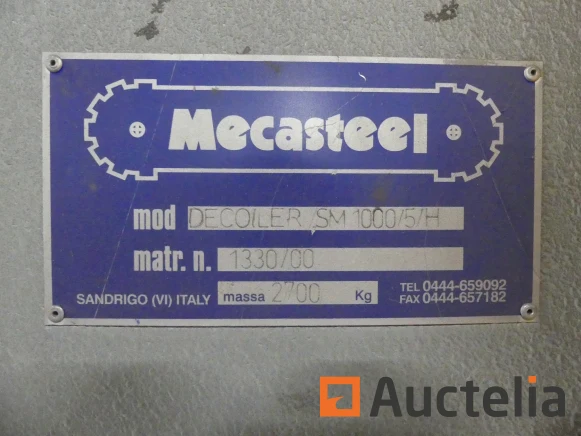 Mecasteel
mod DECOILER SM 1000/5/H
matr. n. 1330/00
SANDRIGO (VI) ITALY massa 2700 Kg TEL 0444-659092
FAX 0444-657182
Auctelia